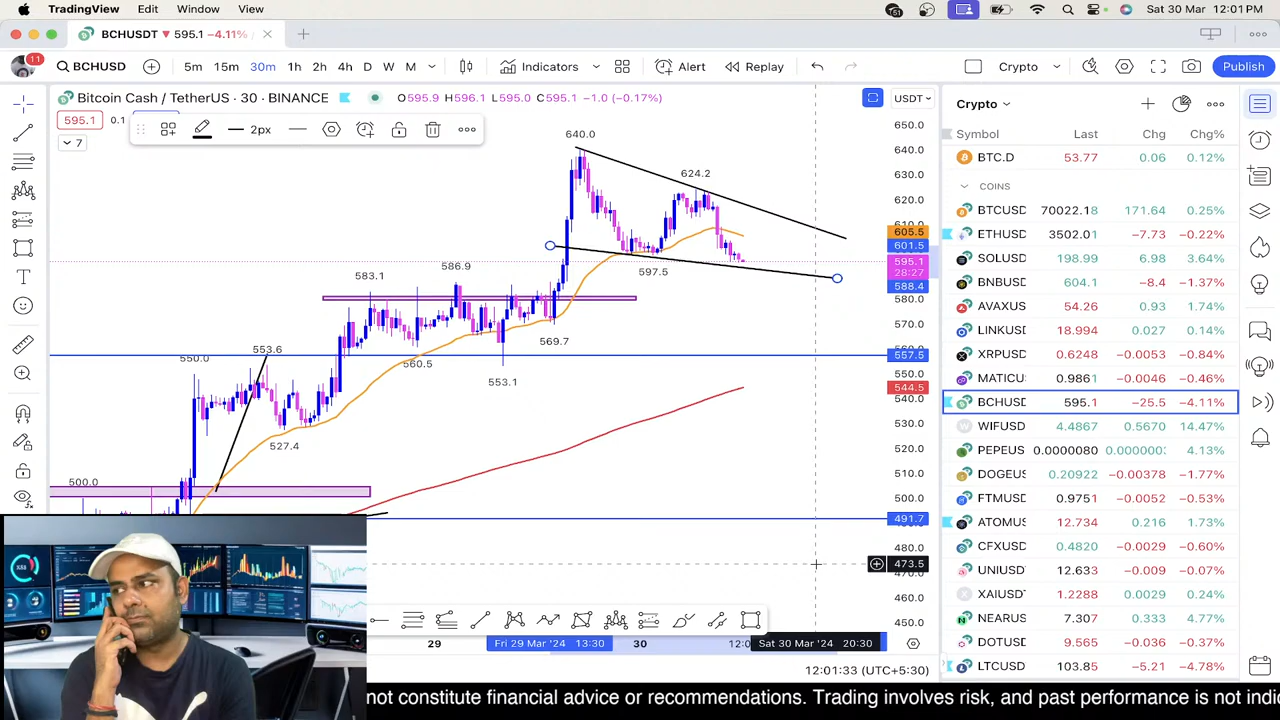 TradingView Edit Window View Sat 30 Mar 12:01 PM
BCHUSDT 595.1 −4.11%
11 BCHUSD 5m 15m 30m 1h 2h 4h D W M Indicators Alert Replay Crypto Publish
Bitcoin Cash / TetherUS · 30 · BINANCE O595.9 H596.1 L595.0 C595.1 −1.0 (−0.17%) USDT
595.1 0.1 2px
7
640.0
624.2
597.5
586.9
583.1
569.7
560.5
553.1
553.6
550.0
527.4
500.0
650.0
640.0
630.0
620.0
610.0
605.5
601.5
595.1
28:27
588.4
580.0
570.0
557.5
550.0
544.5
540.0
530.0
520.0
510.0
500.0
491.7
480.0
473.5
470.0
460.0
450.0
29 Fri 29 Mar '24 13:30 30 12:0 Sat 30 Mar '24 20:30
12:01:33 (UTC+5:30)
Crypto
Symbol Last Chg Chg%
BTC.D 53.77 0.06 0.12%
COINS
BTCUSD 70022.18 171.64 0.25%
ETHUSD 3502.01 −7.73 −0.22%
SOLUSD 198.99 6.98 3.64%
BNBUSD 604.1 −8.4 −1.37%
AVAXUS 54.26 0.93 1.74%
LINKUSD 18.994 0.027 0.14%
XRPUSD 0.6248 −0.0053 −0.84%
MATICU 0.9861 −0.0046 −0.46%
BCHUSD 595.1 −25.5 −4.11%
WIFUSD 4.4867 0.5670 14.47%
PEPEUS 0.0000080 0.000000 4.13%
DOGEUS 0.20922 −0.00378 −1.77%
FTMUSD 0.9751 −0.0052 −0.53%
ATOMUS 12.734 0.216 1.73%
CFXUSD 0.4820 −0.0029 −0.60%
UNIUSD 12.633 −0.009 −0.07%
XAIUSD 1.2288 0.0029 0.24%
NEARUS 7.307 0.333 4.77%
DOTUSD 9.565 −0.036 −0.37%
LTCUSD 103.85 −5.21 −4.78%
not constitute financial advice or recommendations. Trading involves risk, and past performance is not indi